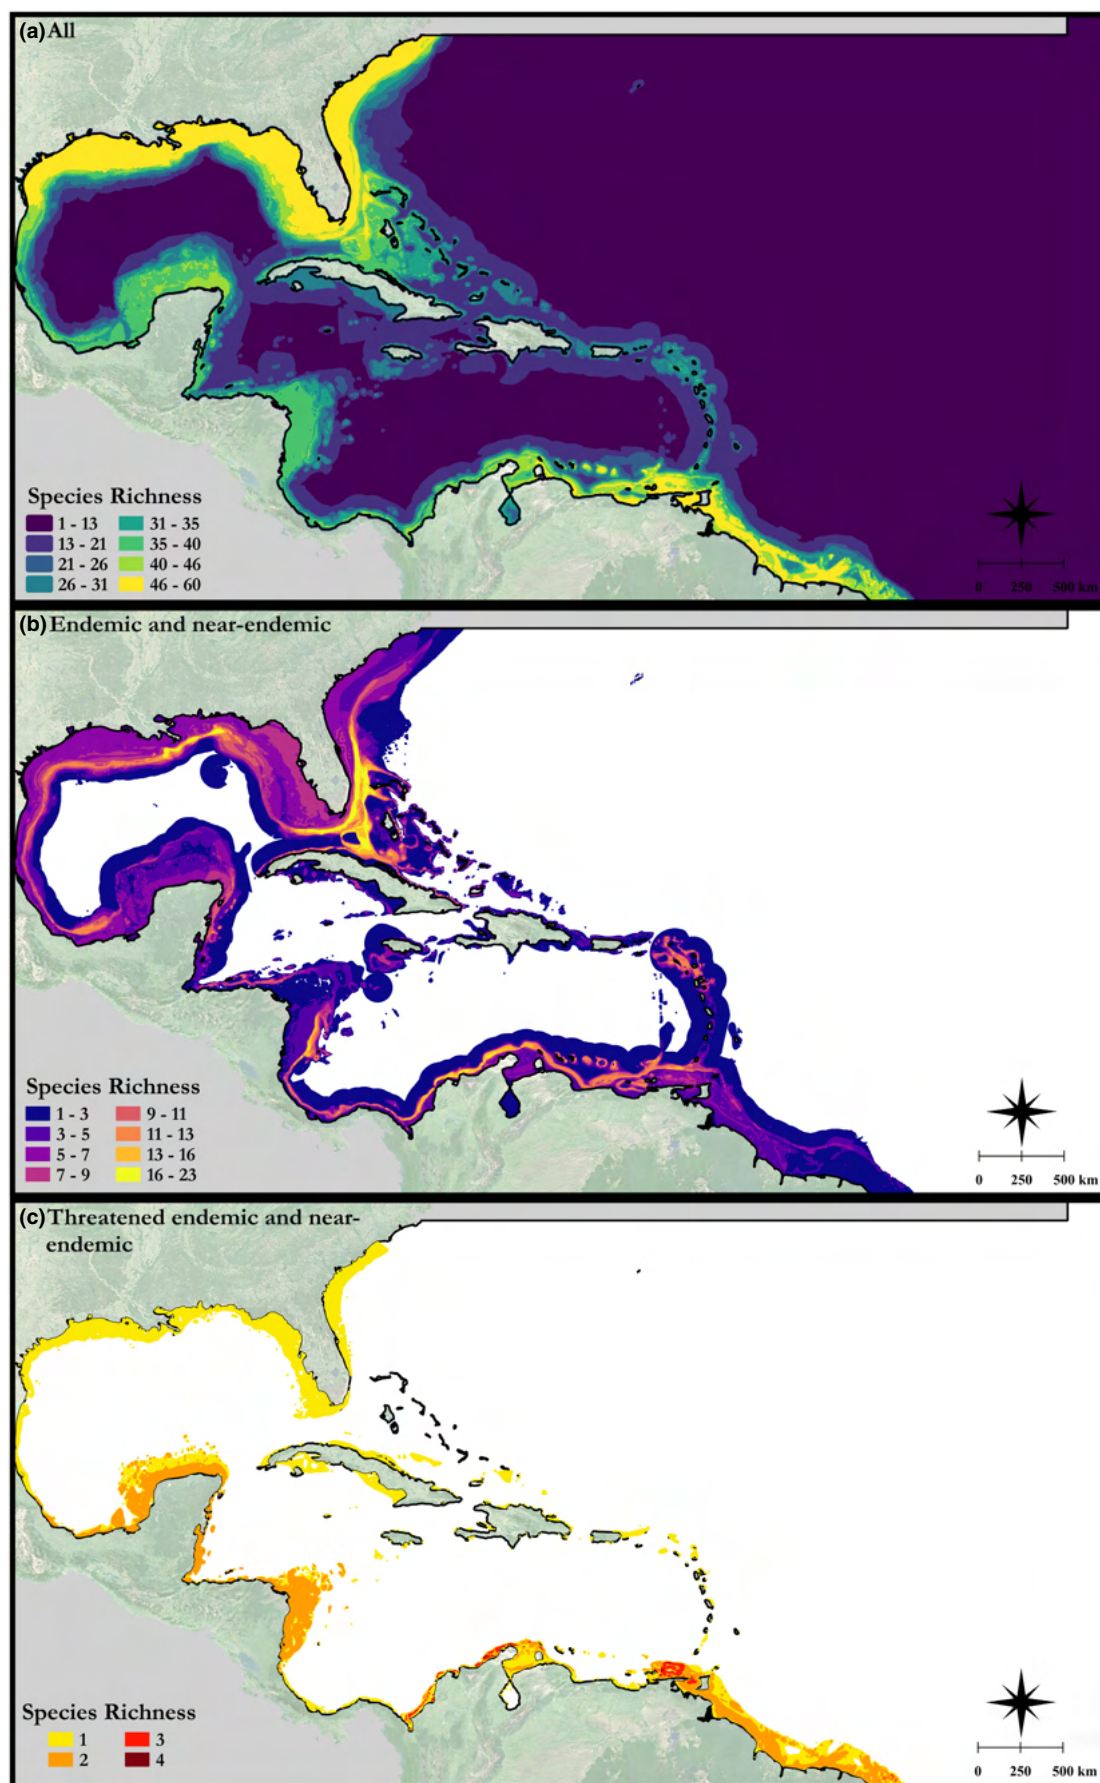 (a) All
Species Richness
1 - 13 31 - 35
13 - 21 35 - 40
21 - 26 40 - 46
26 - 31 46 - 60
0 250 500 km
(b) Endemic and near-endemic
Species Richness
1 - 3 9 - 11
3 - 5 11 - 13
5 - 7 13 - 16
7 - 9 16 - 23
0 250 500 km
(c) Threatened endemic and near-
endemic
Species Richness
1 3
2 4
0 250 500 km